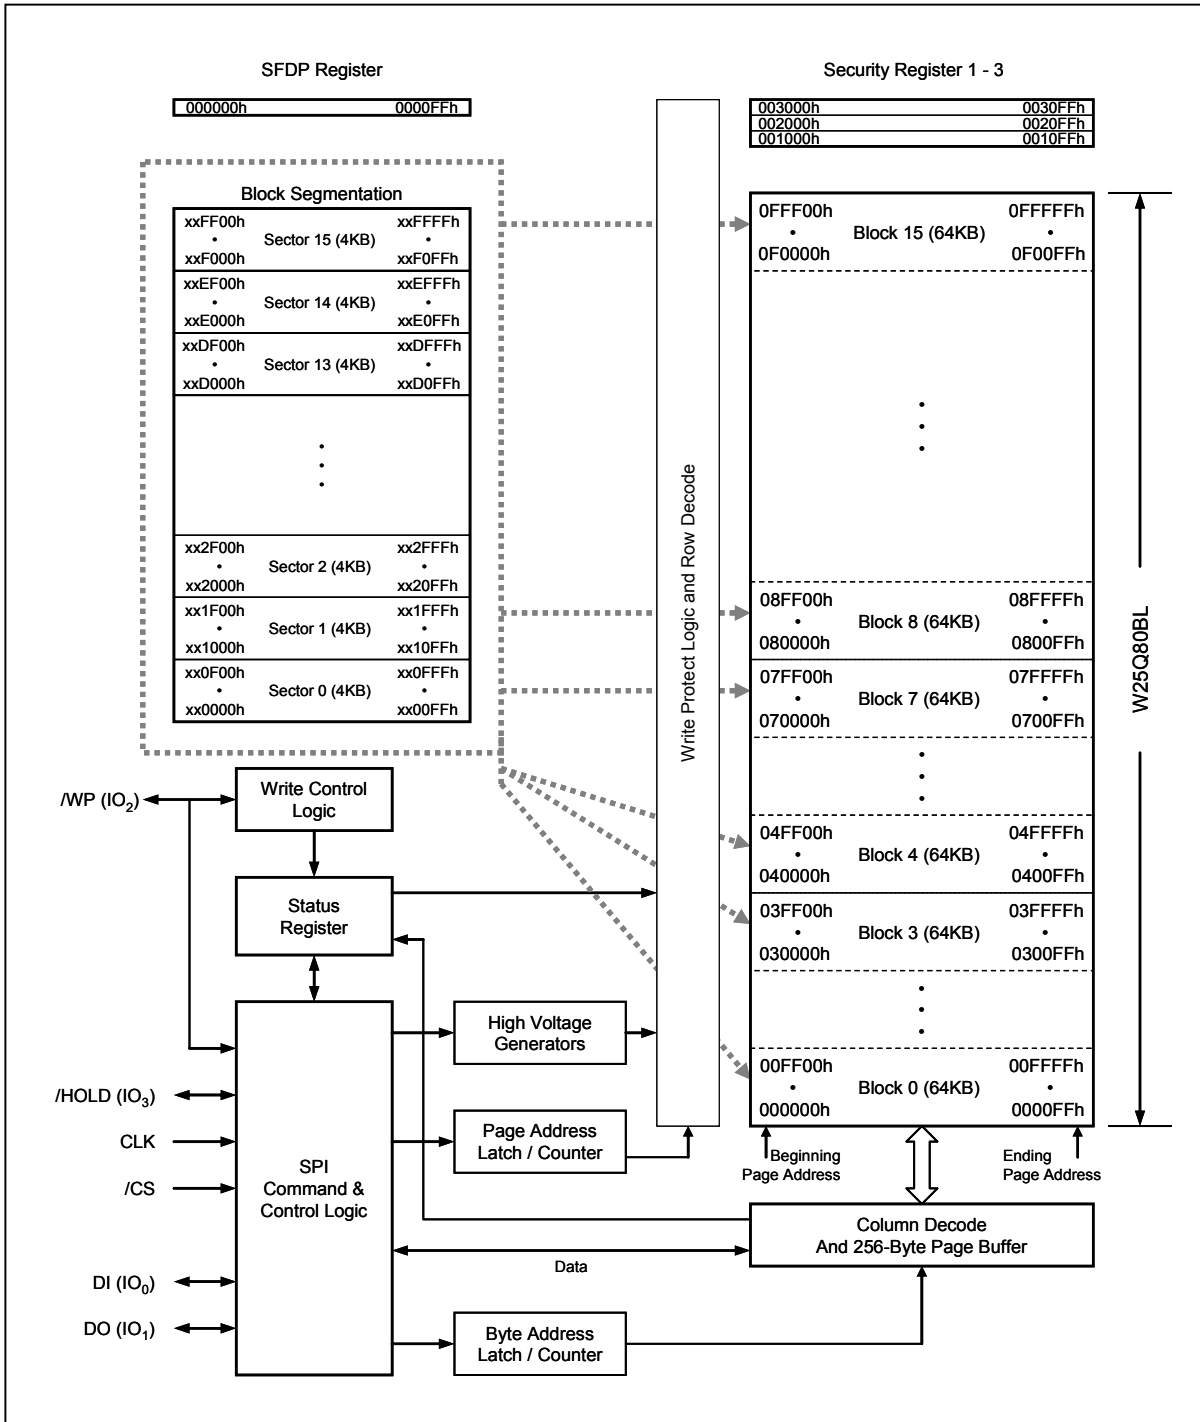 SFDP Register
000000h 0000FFh
Security Register 1 - 3
003000h 0030FFh
002000h 0020FFh
001000h 0010FFh
Block Segmentation
xxFF00h xxFFFFh
• Sector 15 (4KB) •
xxF000h xxF0FFh
xxEF00h xxEFFFh
• Sector 14 (4KB) •
xxE000h xxE0FFh
xxDF00h xxDFFFh
• Sector 13 (4KB) •
xxD000h xxD0FFh
xx2F00h xx2FFFh
• Sector 2 (4KB) •
xx2000h xx20FFh
xx1F00h xx1FFFh
• Sector 1 (4KB) •
xx1000h xx10FFh
xx0F00h xx0FFFh
• Sector 0 (4KB) •
xx0000h xx00FFh
Write Protect Logic and Row Decode
0FFF00h 0FFFFFh
• Block 15 (64KB) •
0F0000h 0F00FFh
08FF00h 08FFFFh
• Block 8 (64KB) •
080000h 0800FFh
07FF00h 07FFFFh
• Block 7 (64KB) •
070000h 0700FFh
04FF00h 04FFFFh
• Block 4 (64KB) •
040000h 0400FFh
03FF00h 03FFFFh
• Block 3 (64KB) •
030000h 0300FFh
00FF00h 00FFFFh
• Block 0 (64KB) •
000000h 0000FFh
W25Q80BL
Beginning
Page Address
Ending
Page Address
/WP (IO2)
Write Control
Logic
Status
Register
High Voltage
Generators
/HOLD (IO3)
CLK
/CS
DI (IO0)
DO (IO1)
SPI
Command &
Control Logic
Page Address
Latch / Counter
Column Decode
And 256-Byte Page Buffer
Data
Byte Address
Latch / Counter